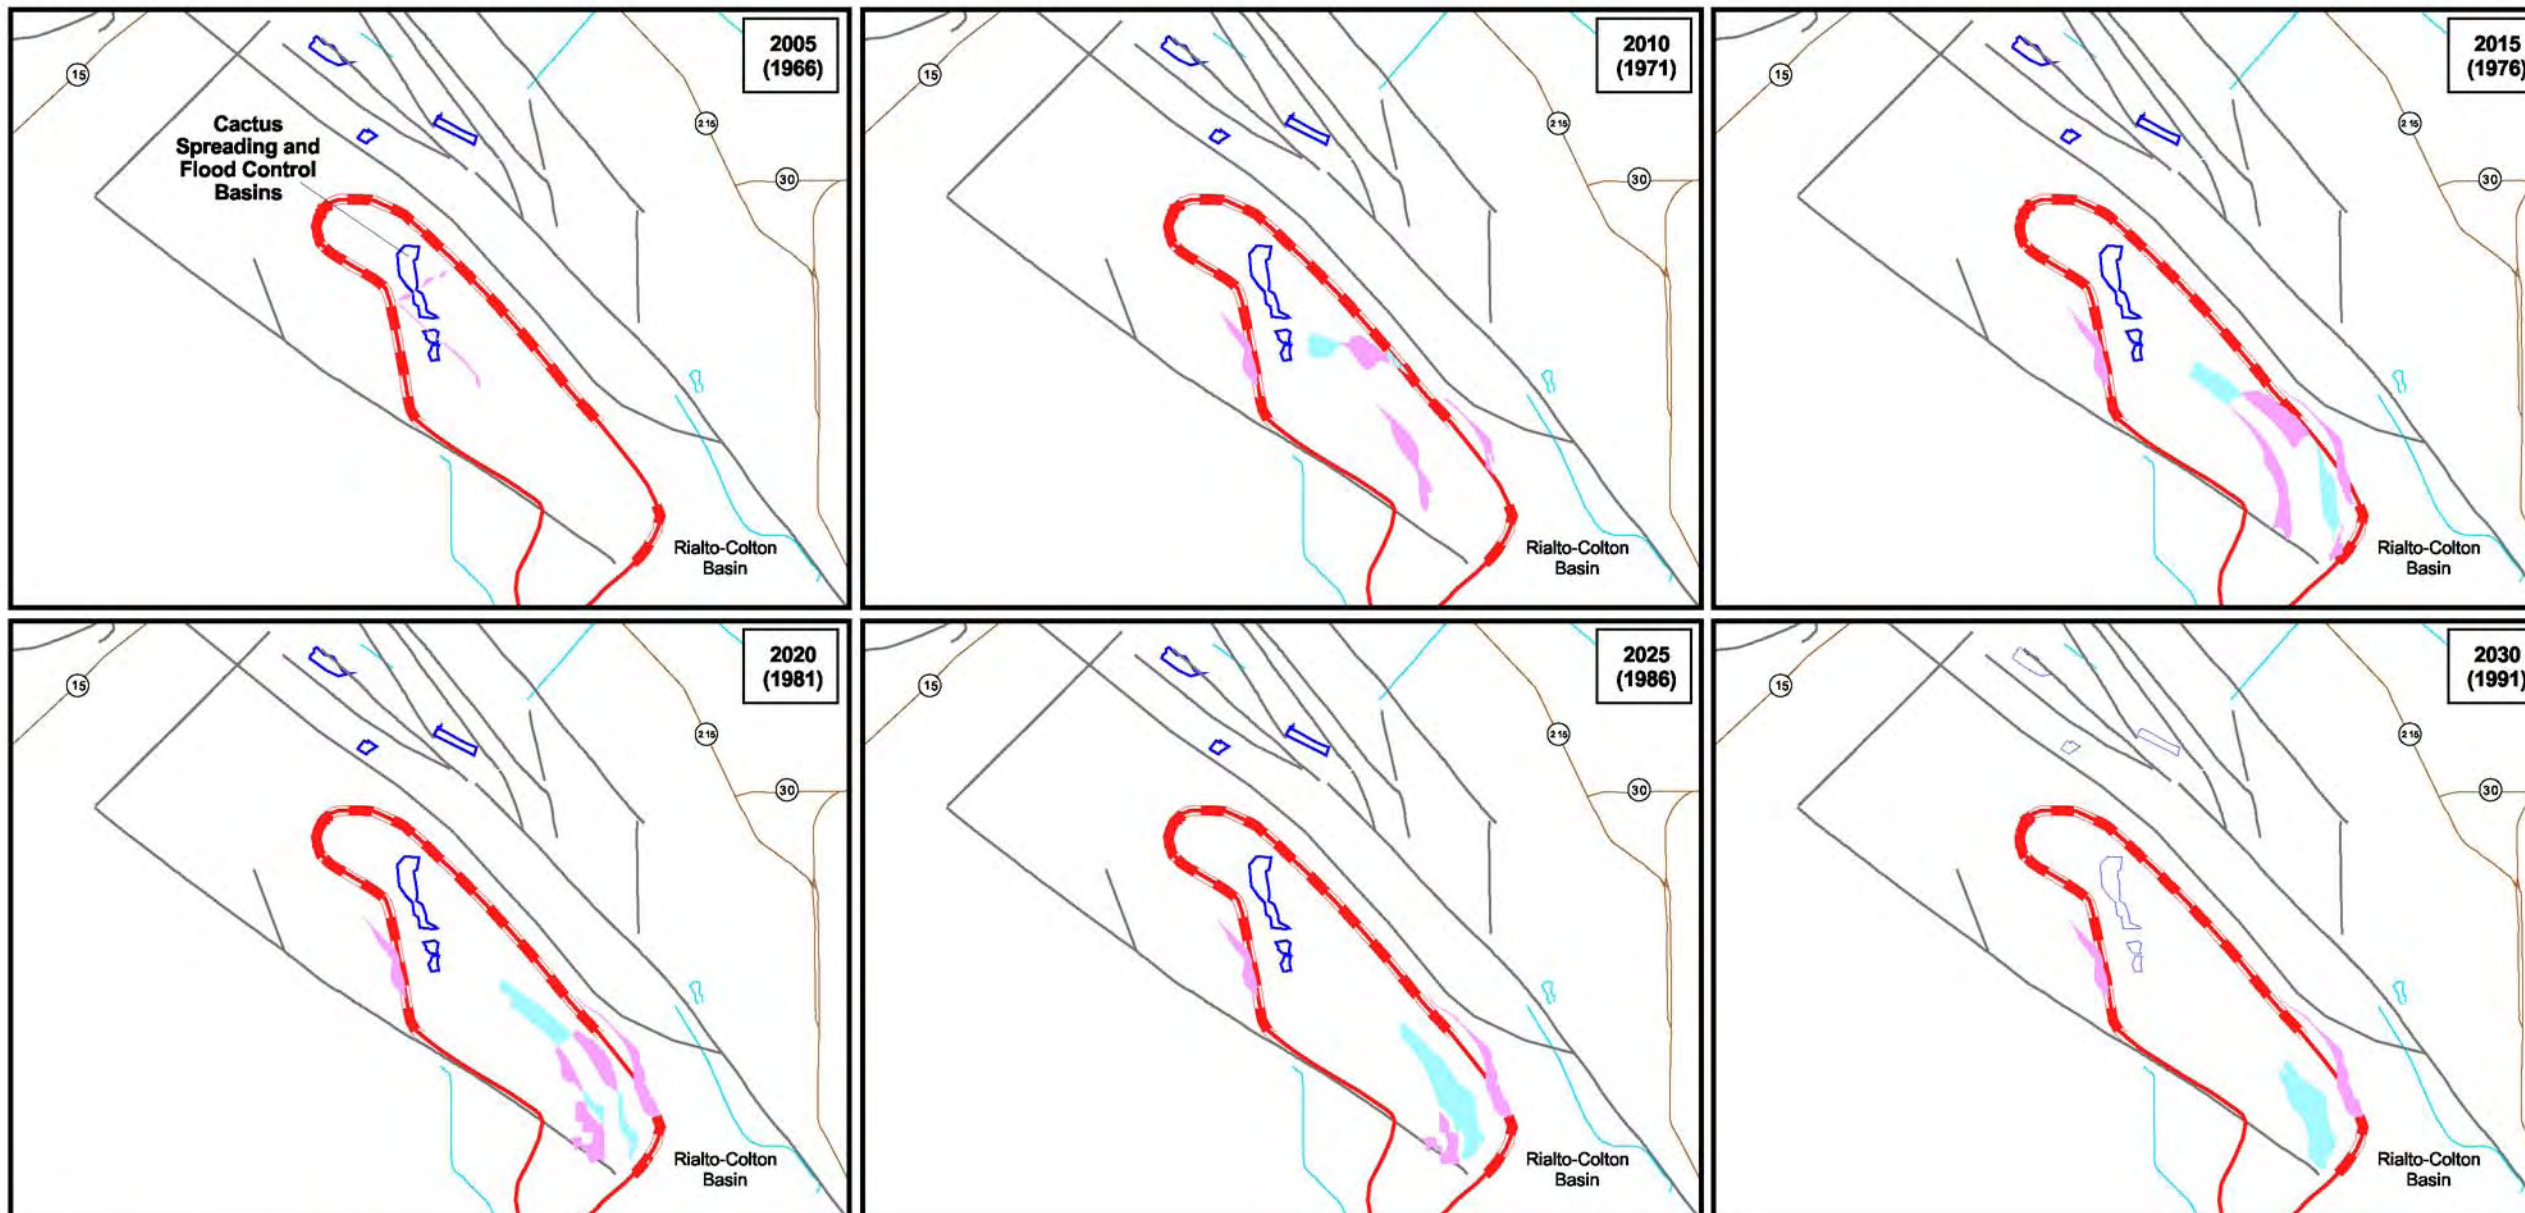 2005
(1966)
15
Cactus
Spreading and
Flood Control
Basins
215
30
Rialto-Colton
Basin
2010
(1971)
15
215
30
Rialto-Colton
Basin
2015
(1976)
15
215
30
Rialto-Colton
Basin
2020
(1981)
15
215
30
Rialto-Colton
Basin
2025
(1986)
15
215
30
Rialto-Colton
Basin
2030
(1991)
15
215
30
Rialto-Colton
Basin